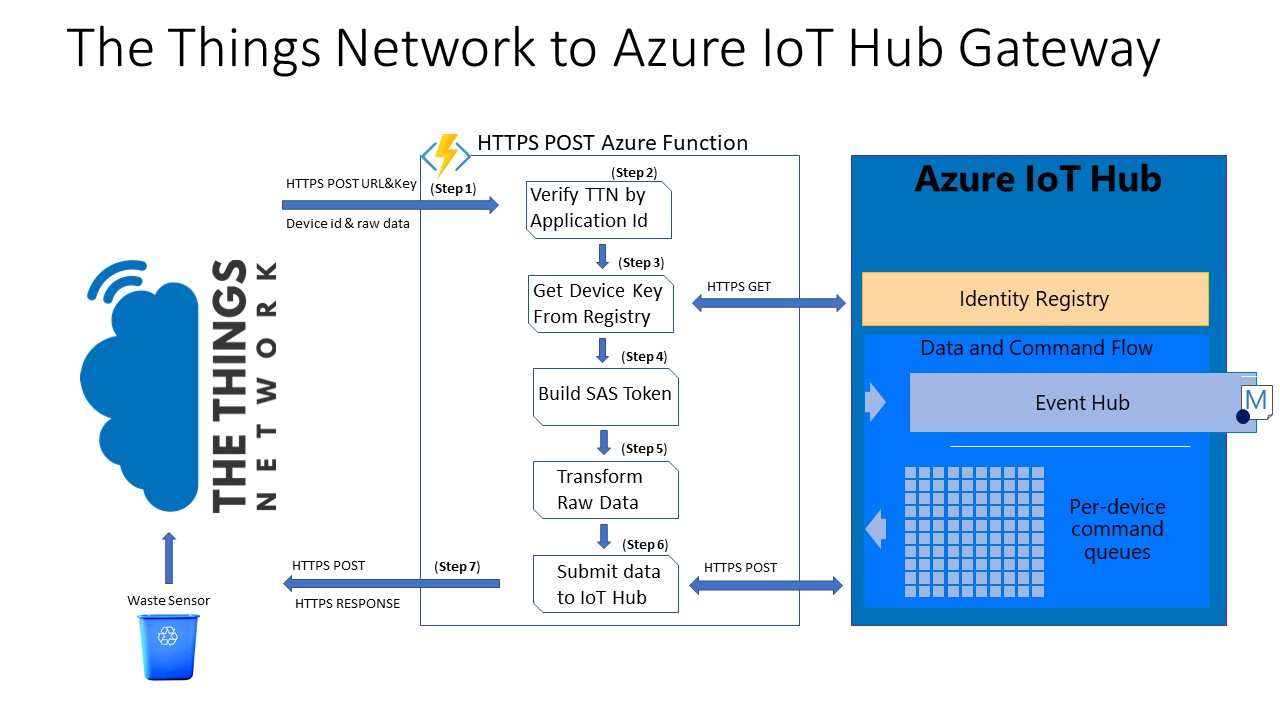 The Things Network to Azure IoT Hub Gateway
HTTPS POST Azure Function
HTTPS POST URL&Key
(Step 1)
Device id & raw data
(Step 2)
Verify TTN by
Application Id
(Step 3)
Get Device Key
From Registry
HTTPS GET
(Step 4)
Build SAS Token
(Step 5)
Transform
Raw Data
(Step 6)
Submit data
to IoT Hub
HTTPS POST
HTTPS POST
(Step 7)
HTTPS RESPONSE
THE THINGS
NETWORK
Waste Sensor
Azure IoT Hub
Identity Registry
Data and Command Flow
Event Hub
M
Per-device
command
queues